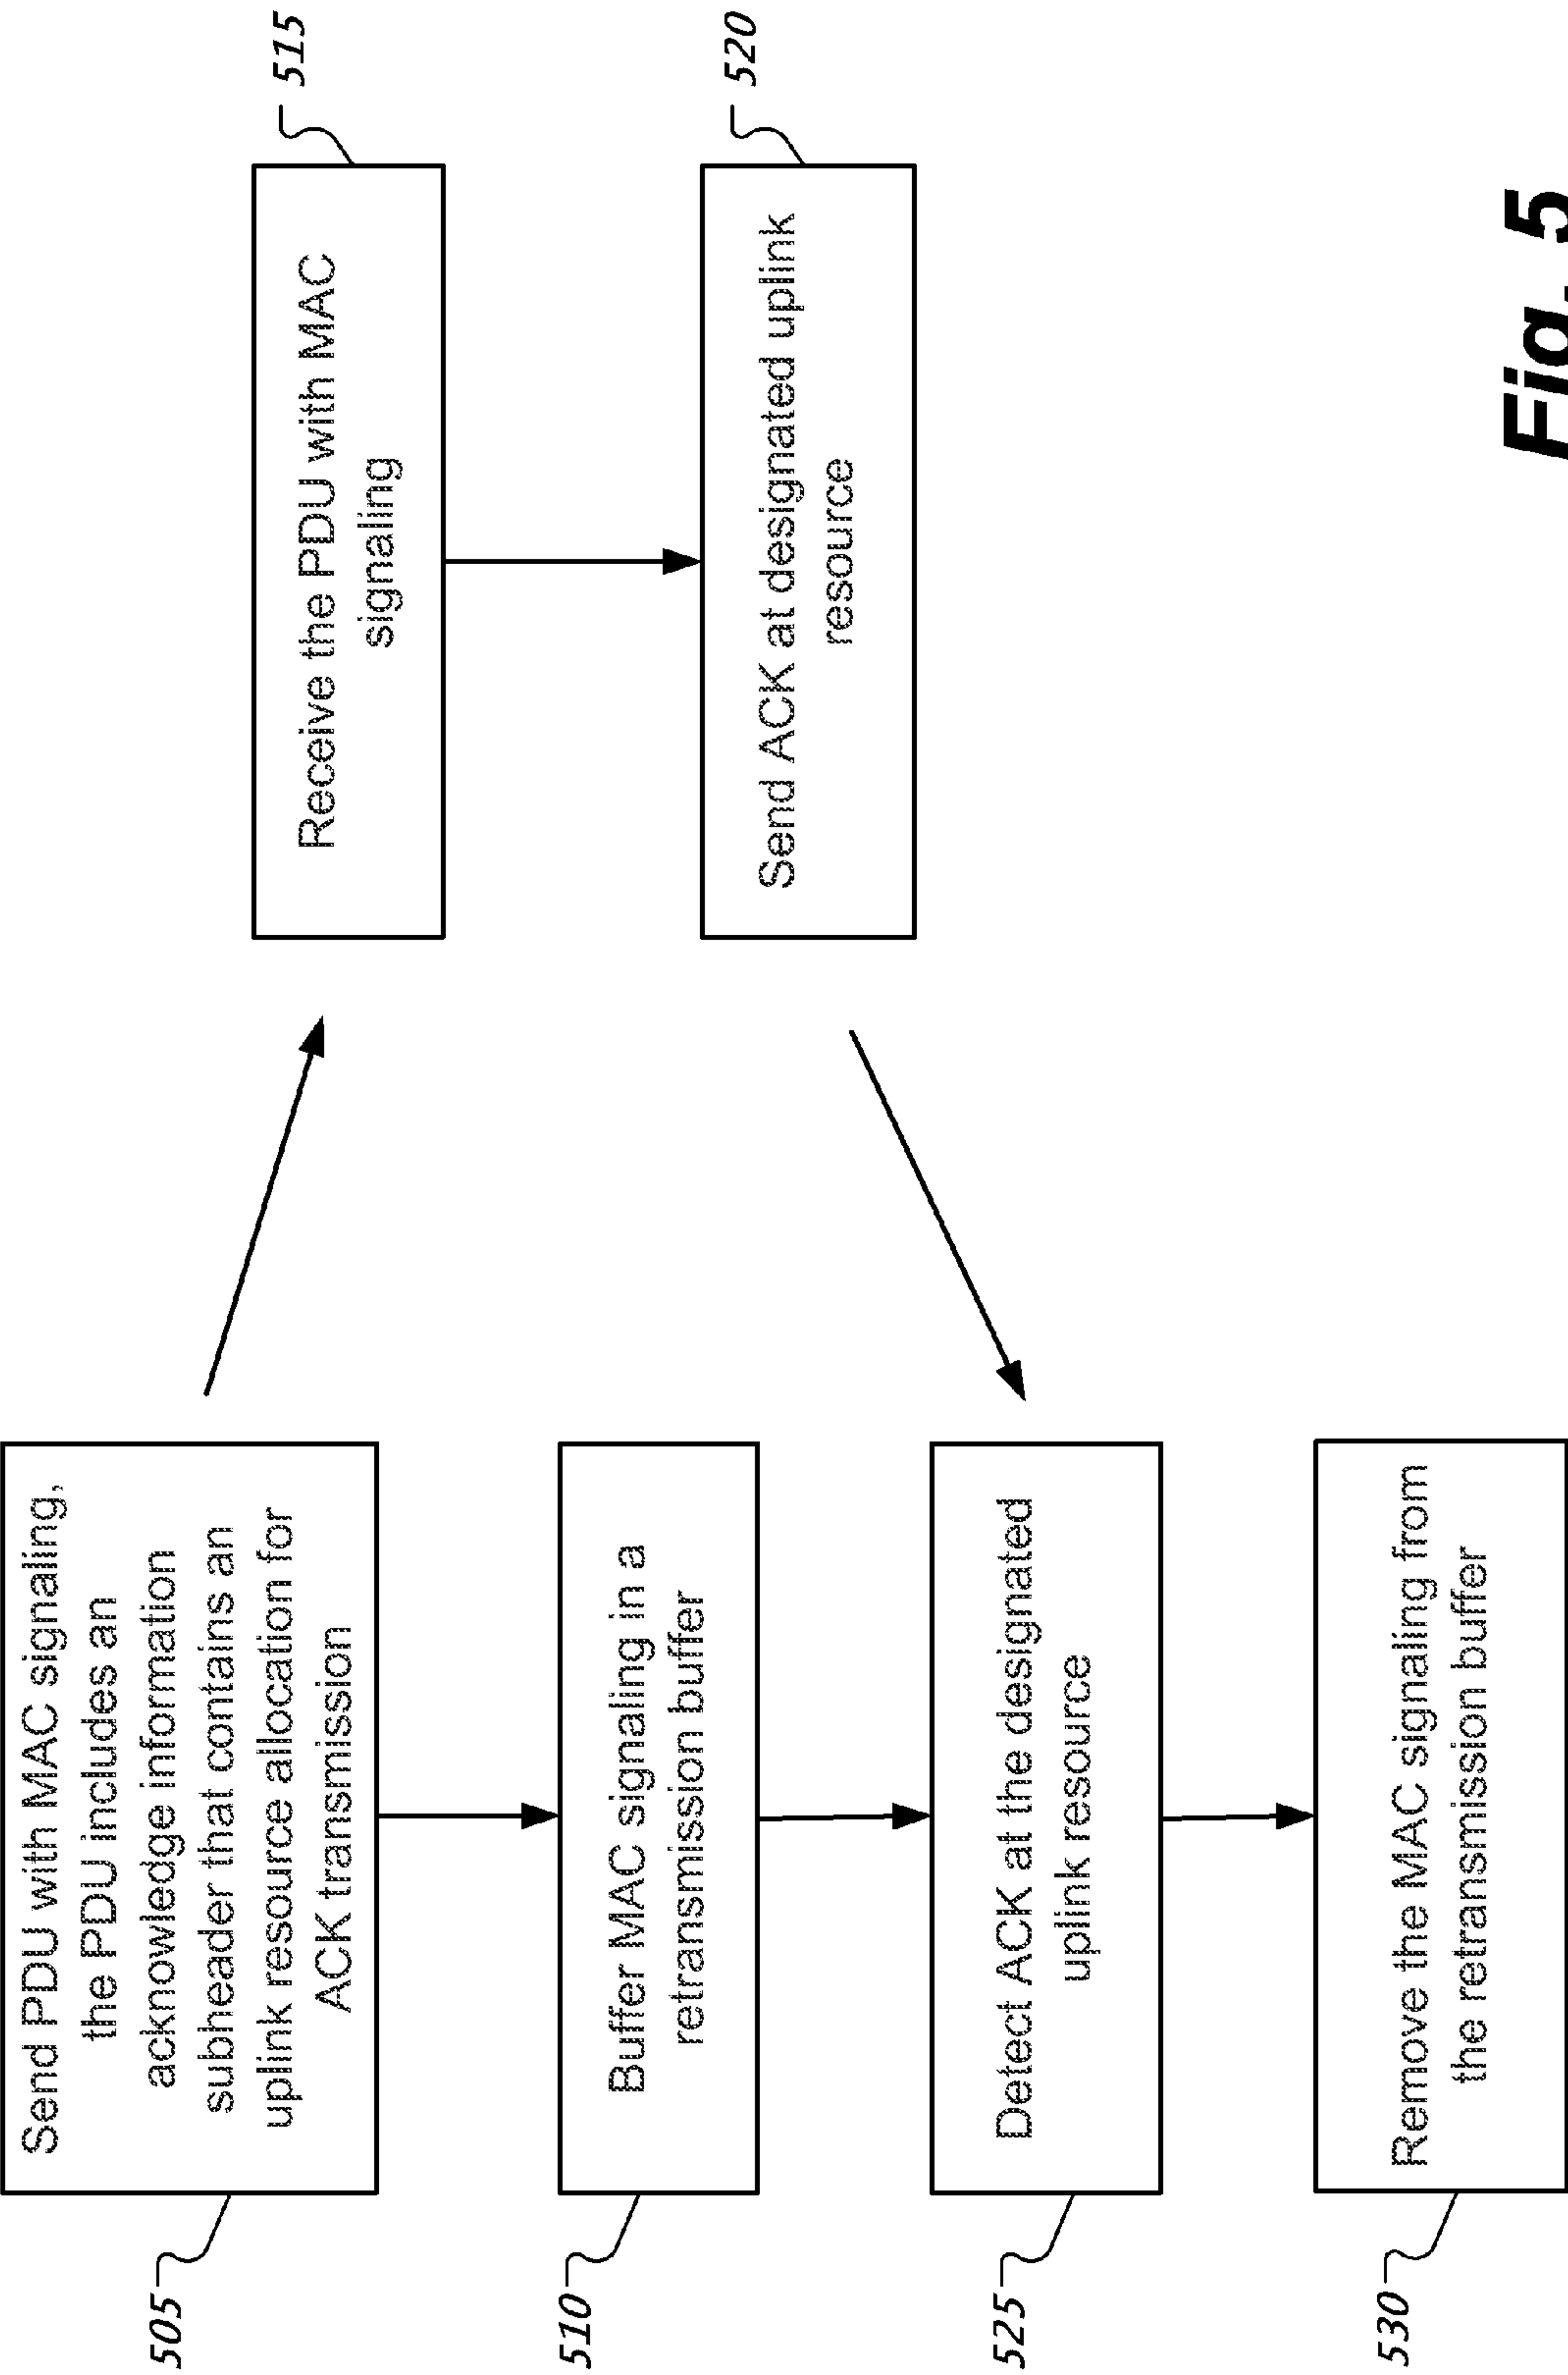 505
Send PDU with MAC signaling,
the PDU includes an
acknowledge information
subheader that contains an
uplink resource allocation for
ACK transmission
510
Buffer MAC signaling in a
retransmission buffer
525
Detect ACK at the designated
uplink resource
530
Remove the MAC signaling from
the retransmission buffer
515
Receive the PDU with MAC
signaling
520
Send ACK at designated uplink
resource
Fig. 5